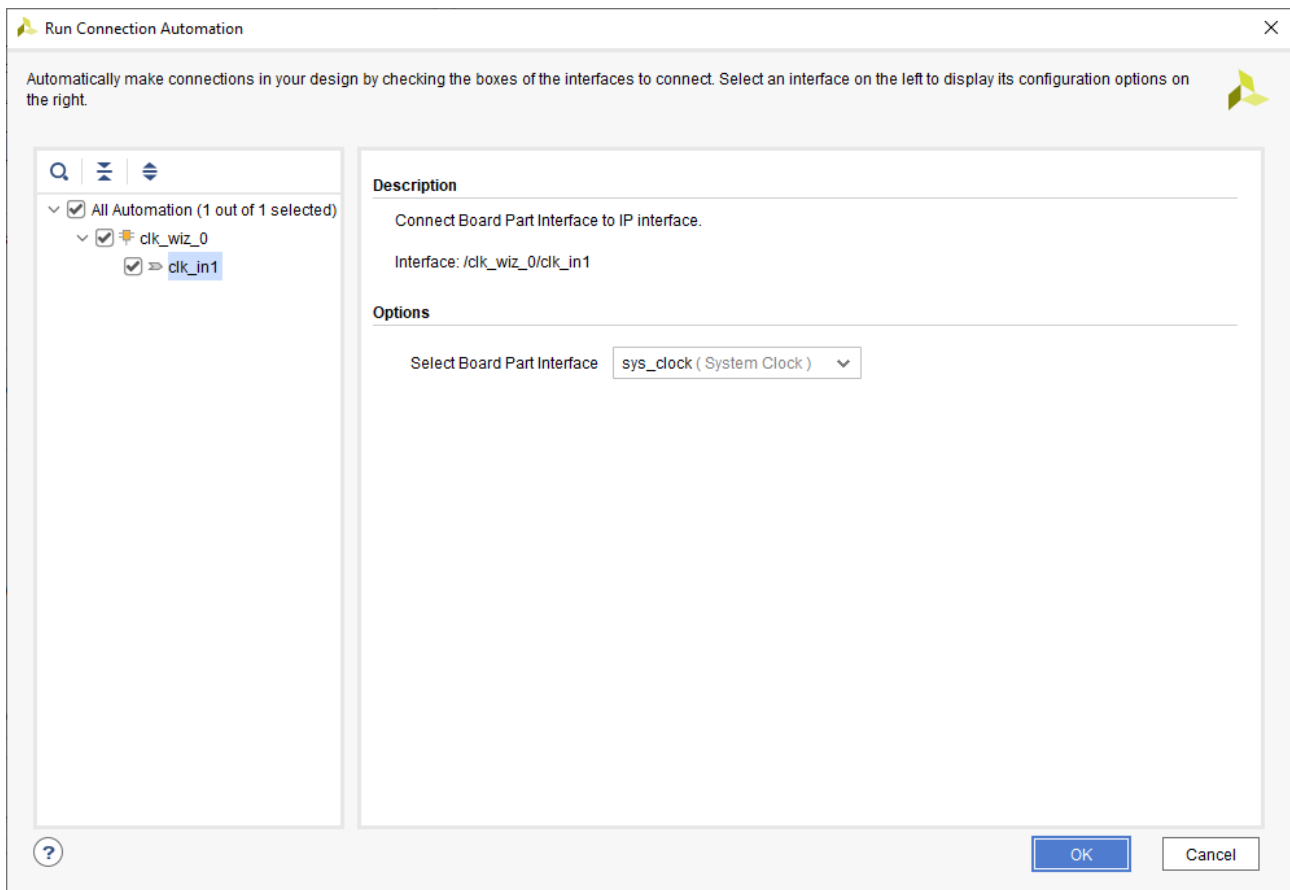 Run Connection Automation
Automatically make connections in your design by checking the boxes of the interfaces to connect. Select an interface on the left to display its configuration options on
the right.
All Automation (1 out of 1 selected)
clk_wiz_0
clk_in1
Description
Connect Board Part Interface to IP interface.
Interface: /clk_wiz_0/clk_in1
Options
Select Board Part Interface sys_clock ( System Clock )
? OK Cancel